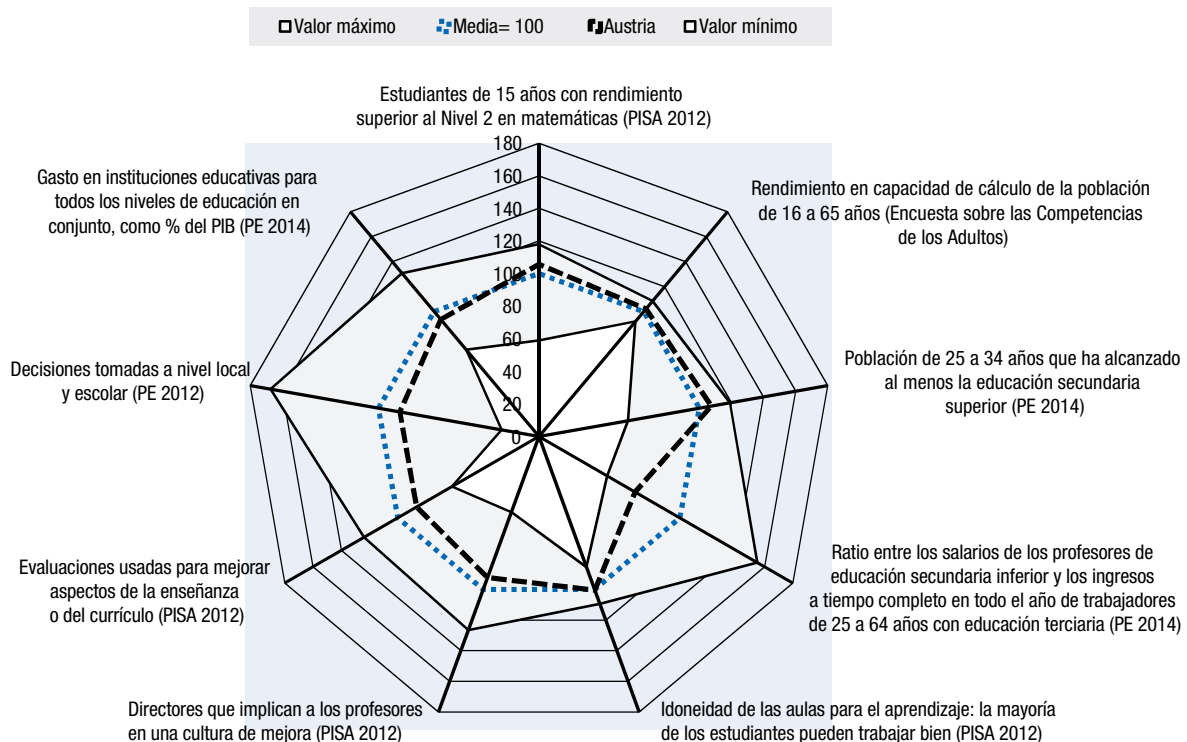 Valor máximo Media= 100 Austria Valor mínimo
Estudiantes de 15 años con rendimiento
superior al Nivel 2 en matemáticas (PISA 2012)
Rendimiento en capacidad de cálculo de la población
de 16 a 65 años (Encuesta sobre las Competencias
de los Adultos)
Población de 25 a 34 años que ha alcanzado
al menos la educación secundaria
superior (PE 2014)
Ratio entre los salarios de los profesores de
educación secundaria inferior y los ingresos
a tiempo completo en todo el año de trabajadores
de 25 a 64 años con educación terciaria (PE 2014)
Idoneidad de las aulas para el aprendizaje: la mayoría
de los estudiantes pueden trabajar bien (PISA 2012)
Directores que implican a los profesores
en una cultura de mejora (PISA 2012)
Evaluaciones usadas para mejorar
aspectos de la enseñanza
o del currículo (PISA 2012)
Decisiones tomadas a nivel local
y escolar (PE 2012)
Gasto en instituciones educativas para
todos los niveles de educación en
conjunto, como % del PIB (PE 2014)
180
160
140
120
100
80
60
40
20
0